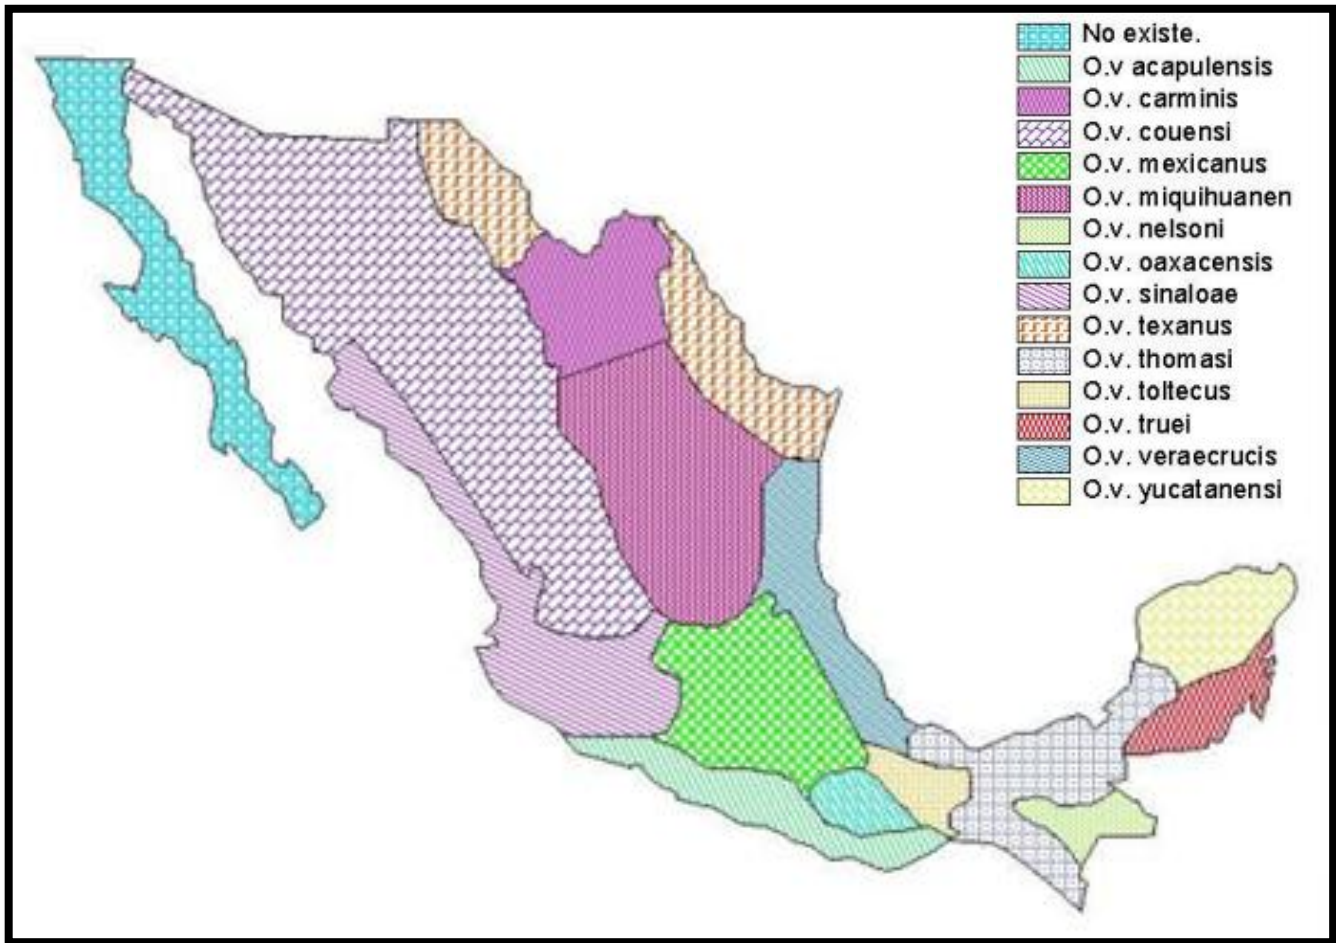 No existe.
O.v acapulensis
O.v. carminis
O.v. couensi
O.v. mexicanus
O.v. miquihuanen
O.v. nelsoni
O.v. oaxacensis
O.v. sinaloae
O.v. texanus
O.v. thomasi
O.v. toltecus
O.v. truei
O.v. veraecrucis
O.v. yucatanensi